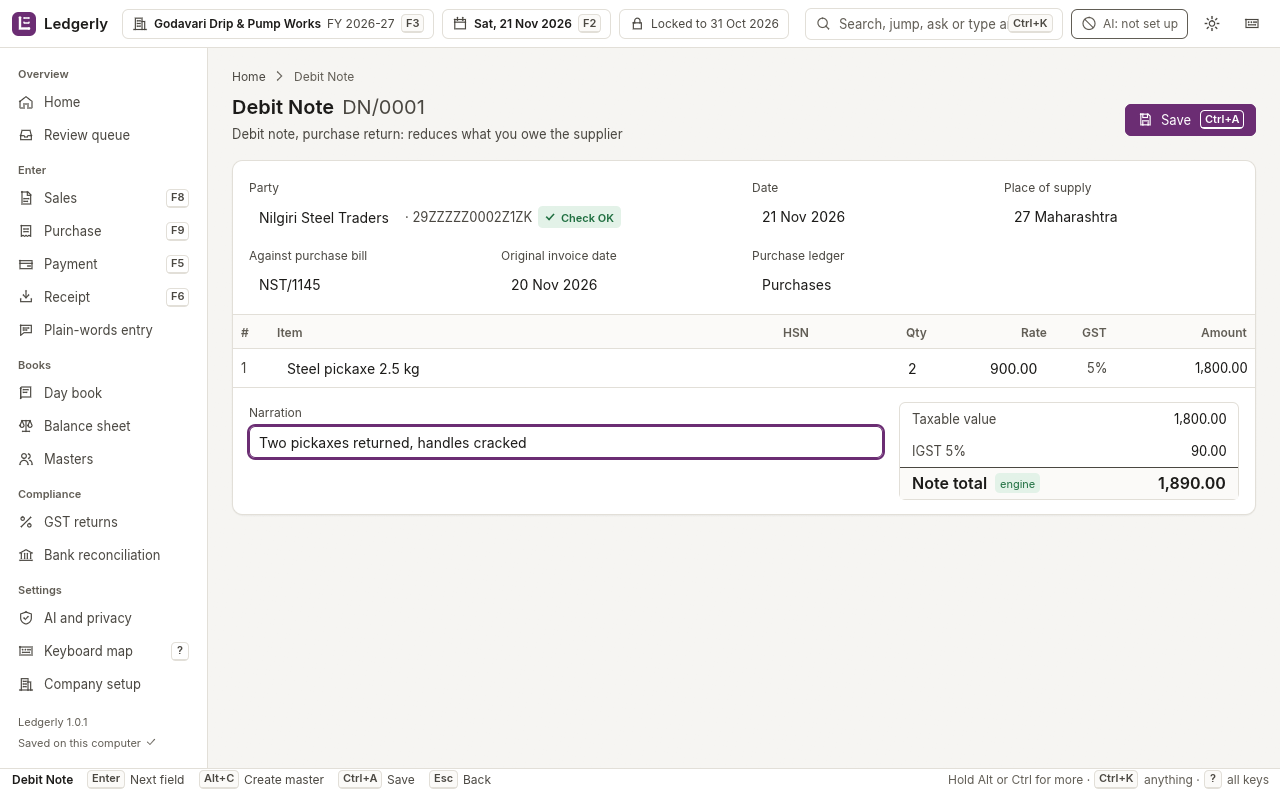 Ledgerly
Godavari Drip & Pump Works FY 2026-27 F3
Sat, 21 Nov 2026 F2
Locked to 31 Oct 2026
Search, jump, ask or type a Ctrl+K
AI: not set up
Overview
Home
Review queue
Enter
Sales F8
Purchase F9
Payment F5
Receipt F6
Plain-words entry
Books
Day book
Balance sheet
Masters
Compliance
GST returns
Bank reconciliation
Settings
AI and privacy
Keyboard map ?
Company setup
Ledgerly 1.0.1
Saved on this computer
Home Debit Note
Debit Note DN/0001
Debit note, purchase return: reduces what you owe the supplier
Save Ctrl+A
Party Date Place of supply
Nilgiri Steel Traders · 29ZZZZZ0002Z1ZK Check OK 21 Nov 2026 27 Maharashtra
Against purchase bill Original invoice date Purchase ledger
NST/1145 20 Nov 2026 Purchases
# Item HSN Qty Rate GST Amount
1 Steel pickaxe 2.5 kg 2 900.00 5% 1,800.00
Narration
Two pickaxes returned, handles cracked
Taxable value 1,800.00
IGST 5% 90.00
Note total engine 1,890.00
Debit Note Enter Next field Alt+C Create master Ctrl+A Save Esc Back
Hold Alt or Ctrl for more · Ctrl+K anything · ? all keys